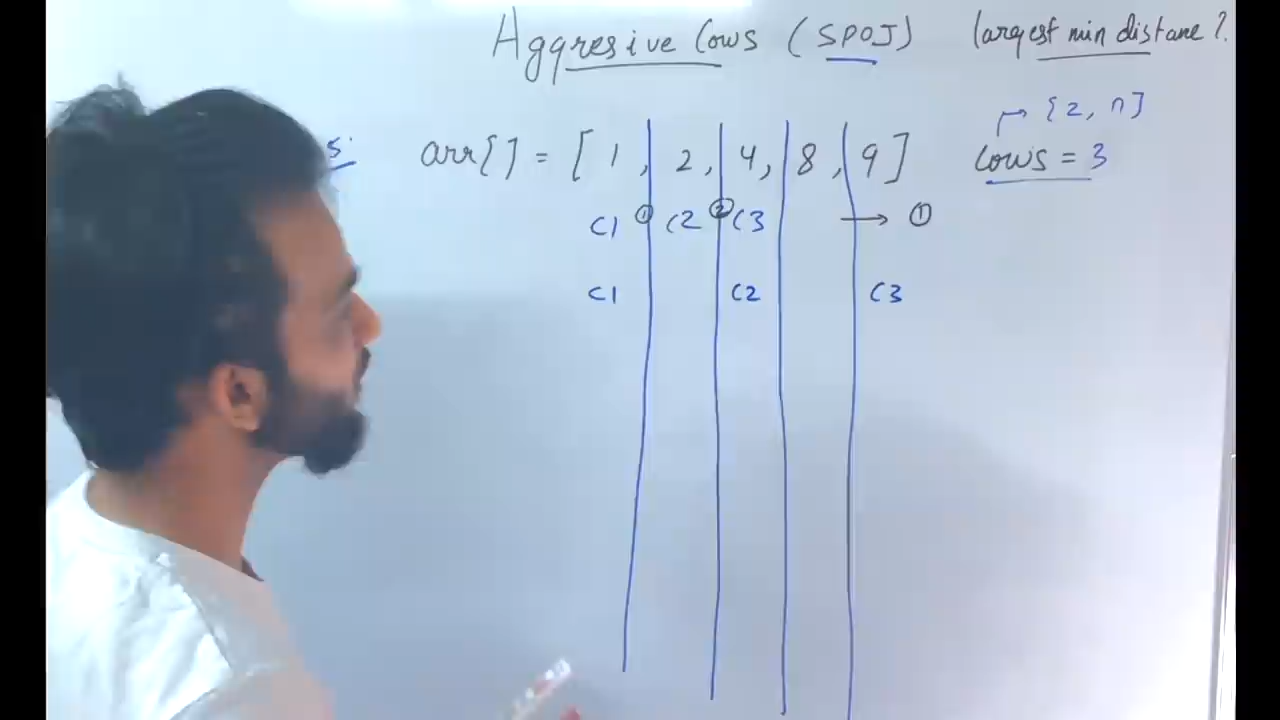 Aggresive Cows (SPOJ)
largest min distane ?
→ [2, n]
s:
arr[] = [1, 2, 4, 8, 9]
Cows = 3
C1 ① C2 ② C3 → ①
C1 C2 C3